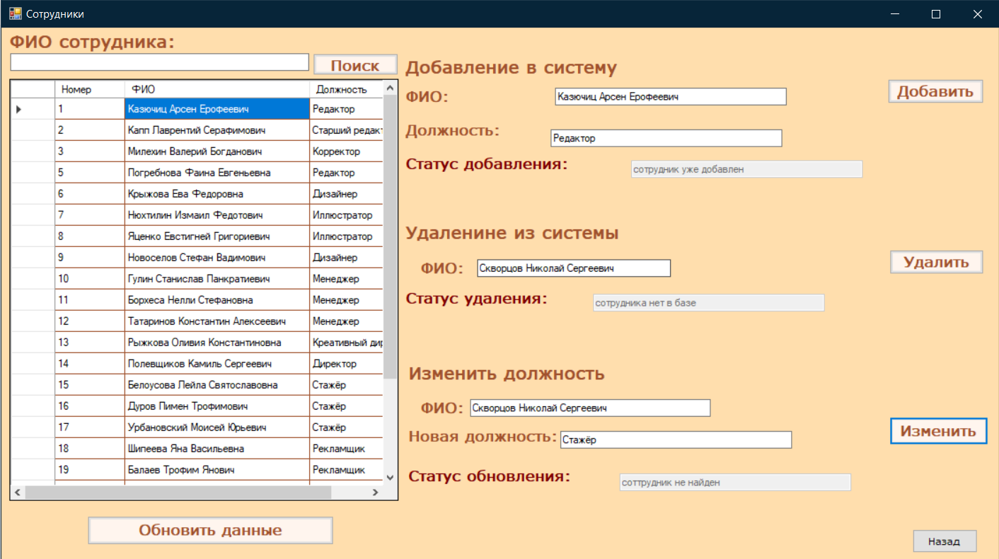 Сотрудники
ФИО сотрудника:
Поиск
Номер ФИО Должность
1 Казючиц Арсен Ерофеевич Редактор
2 Капп Лаврентий Серафимович Старший редакт
3 Милехин Валерий Богданович Корректор
5 Погребнова Фаина Евгеньевна Редактор
6 Крыжова Ева Федоровна Дизайнер
7 Нюхтилин Измаил Федотович Иллюстратор
8 Яценко Евстигней Григориевич Иллюстратор
9 Новоселов Стефан Вадимович Дизайнер
10 Гулин Станислав Панкратиевич Менеджер
11 Борхеса Нелли Стефановна Менеджер
12 Татаринов Константин Алексеевич Менеджер
13 Рыжкова Оливия Константиновна Креативный дир
14 Полевщиков Камиль Сергеевич Директор
15 Белоусова Лейла Святославовна Стажёр
16 Дуров Пимен Трофимович Стажёр
17 Урбановский Моисей Юрьевич Стажёр
18 Шипеева Яна Васильевна Рекламщик
19 Балаев Трофим Янович Рекламщик
Обновить данные
Добавление в систему
ФИО: Казючиц Арсен Ерофеевич Добавить
Должность: Редактор
Статус добавления: сотрудник уже добавлен
Удаленине из системы
ФИО: Скворцов Николай Сергеевич Удалить
Статус удаления: сотрудника нет в базе
Изменить должность
ФИО: Скворцов Николай Сергеевич
Новая должность: Стажёр Изменить
Статус обновления: соттрудник не найден
Назад